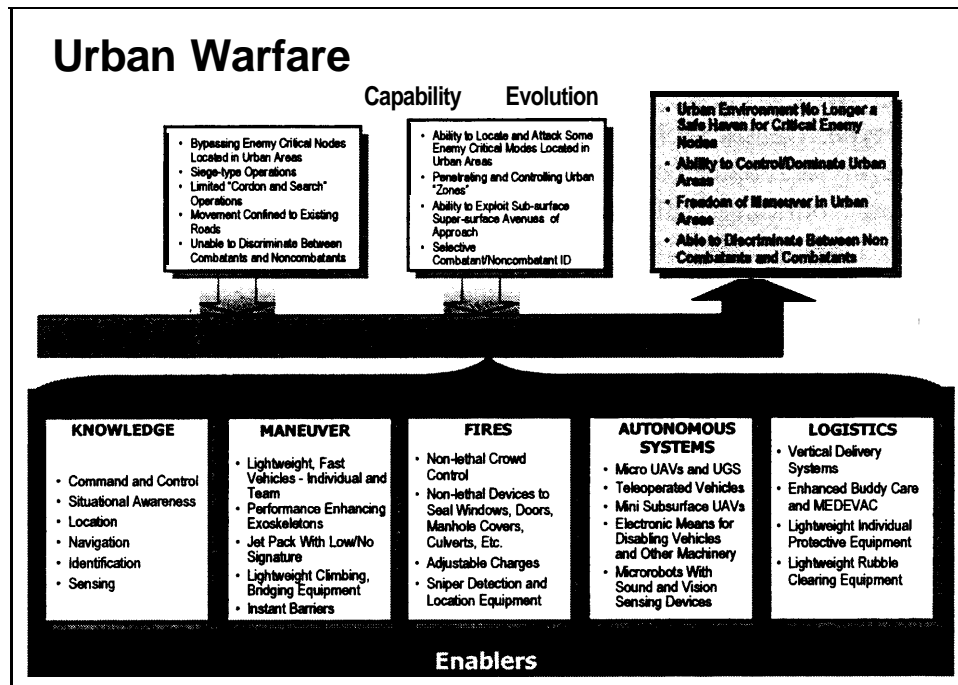 Urban Warfare
Capability Evolution
• Bypassing Enemy Critical Nodes
Located in Urban Areas
• Siege-type Operations
• Limited "Cordon and Search"
Operations
• Movement Confined to Existing
Roads
• Unable to Discriminate Between
Combatants and Noncombatants
• Ability to Locate and Attack Some
Enemy Critical Modes Located in
Urban Areas
• Penetrating and Controlling Urban
"Zones"
• Ability to Exploit Sub-surface
Super-surface Avenues of
Approach
• Selective
Combatant/Noncombatant ID
• Urban Environment No Longer a
Safe Haven for Critical Enemy
Nodes
• Ability to Control/Dominate Urban
Areas
• Freedom of Maneuver in Urban
Areas
• Able to Discriminate Between Non
Combatants and Combatants
KNOWLEDGE
• Command and Control
• Situational Awareness
• Location
• Navigation
• Identification
• Sensing
MANEUVER
• Lightweight, Fast
Vehicles - Individual and
Team
• Performance Enhancing
Exoskeletons
• Jet Pack With Low/No
Signature
• Lightweight Climbing,
Bridging Equipment
• Instant Barriers
FIRES
• Non-lethal Crowd
Control
• Non-lethal Devices to
Seal Windows, Doors,
Manhole Covers,
Culverts, Etc.
• Adjustable Charges
• Sniper Detection and
Location Equipment
AUTONOMOUS
SYSTEMS
• Micro UAVs and UGS
• Teleoperated Vehicles
• Mini Subsurface UAVs
• Electronic Means for
Disabling Vehicles
and Other Machinery
• Microrobots With
Sound and Vision
Sensing Devices
LOGISTICS
• Vertical Delivery
Systems
• Enhanced Buddy Care
and MEDEVAC
• Lightweight Individual
Protective Equipment
• Lightweight Rubble
Clearing Equipment
Enablers